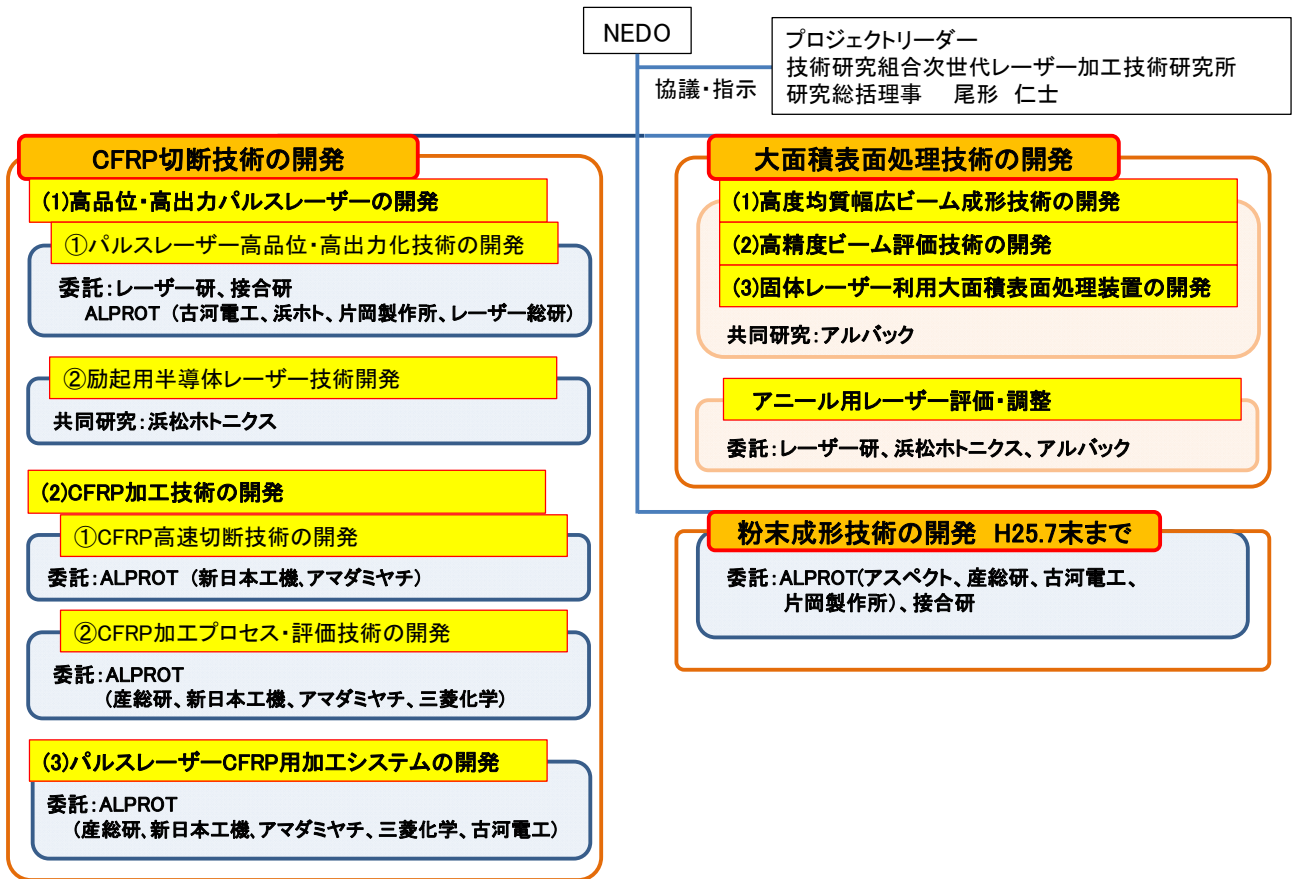 NEDO
プロジェクトリーダー
技術研究組合次世代レーザー加工技術研究所
研究総括理事　尾形　仁士
協議・指示
CFRP切断技術の開発
(1)高品位・高出力パルスレーザーの開発
①パルスレーザー高品位・高出力化技術の開発
委託：レーザー研、接合研
ALPROT（古河電工、浜ホト、片岡製作所、レーザー総研）
②励起用半導体レーザー技術開発
共同研究：浜松ホトニクス
(2)CFRP加工技術の開発
①CFRP高速切断技術の開発
委託：ALPROT（新日本工機、アマダミヤチ）
②CFRP加工プロセス・評価技術の開発
委託：ALPROT
（産総研、新日本工機、アマダミヤチ、三菱化学）
(3)パルスレーザーCFRP用加工システムの開発
委託：ALPROT
（産総研、新日本工機、アマダミヤチ、三菱化学、古河電工）
大面積表面処理技術の開発
(1)高度均質幅広ビーム成形技術の開発
(2)高精度ビーム評価技術の開発
(3)固体レーザー利用大面積表面処理装置の開発
共同研究：アルバック
アニール用レーザー評価・調整
委託：レーザー研、浜松ホトニクス、アルバック
粉末成形技術の開発　H25.7末まで
委託：ALPROT(アスペクト、産総研、古河電工、
片岡製作所）、接合研